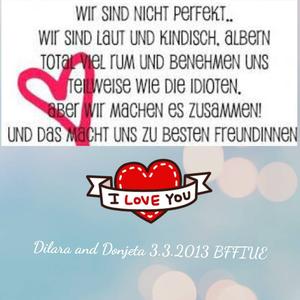 WIR SIND NICHT PERFEKT..
WIR SIND LAUT UND KINDISCH, ALBERN
TOTAL VIEL RUM UND BENEHMEN UNS
TEILWEISE WIE DIE IDIOTEN.
ABER WIR MACHEN ES ZUSAMMEN!
UND DAS MACHT UNS ZU BESTEN FREUNDINNEN
I LOVE YOU
Dilara and Donjeta 3.3.2013 BFFIUE